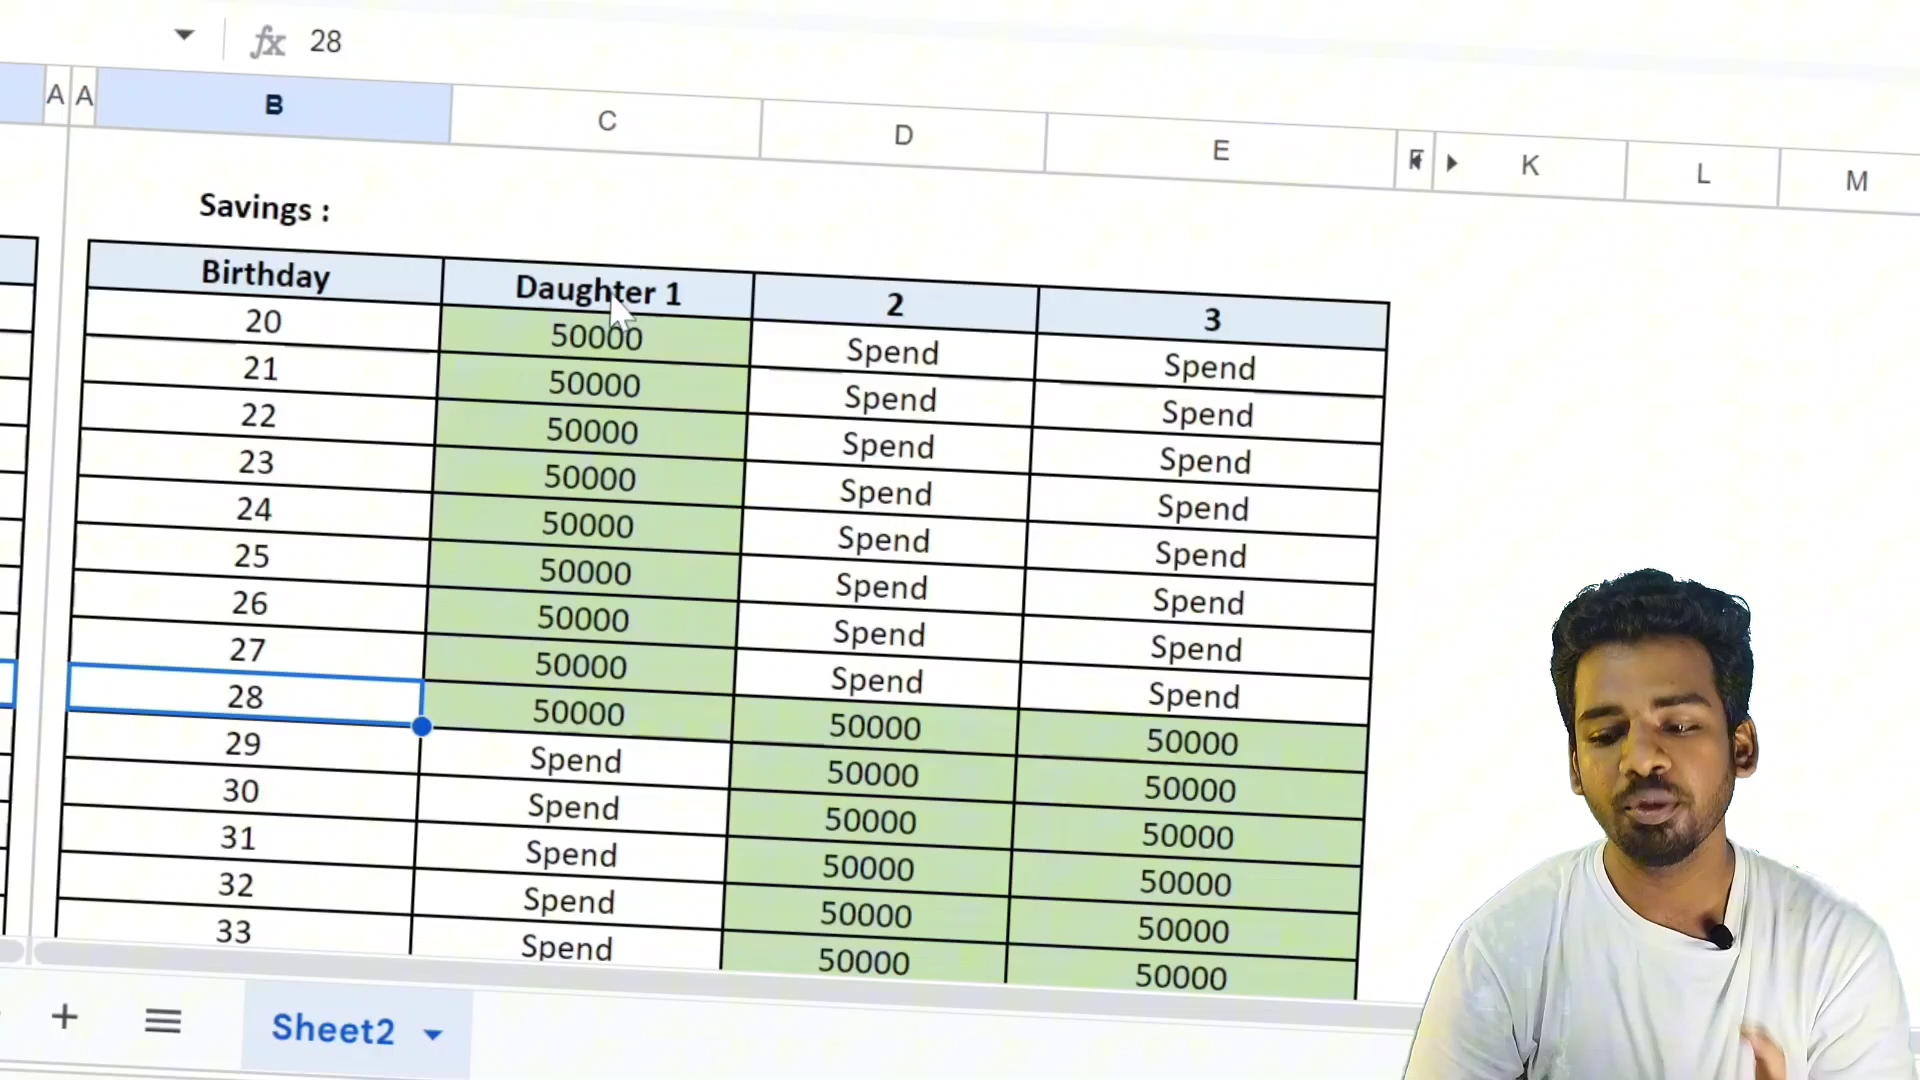 fx 28
A A B C D E F K L M
Savings :
Birthday Daughter 1 2 3
20 50000 Spend Spend
21 50000 Spend Spend
22 50000 Spend Spend
23 50000 Spend Spend
24 50000 Spend Spend
25 50000 Spend Spend
26 50000 Spend Spend
27 50000 Spend Spend
28 50000 50000 50000
29 Spend 50000 50000
30 Spend 50000 50000
31 Spend 50000 50000
32 Spend 50000 50000
33 Spend 50000 50000
+ Sheet2